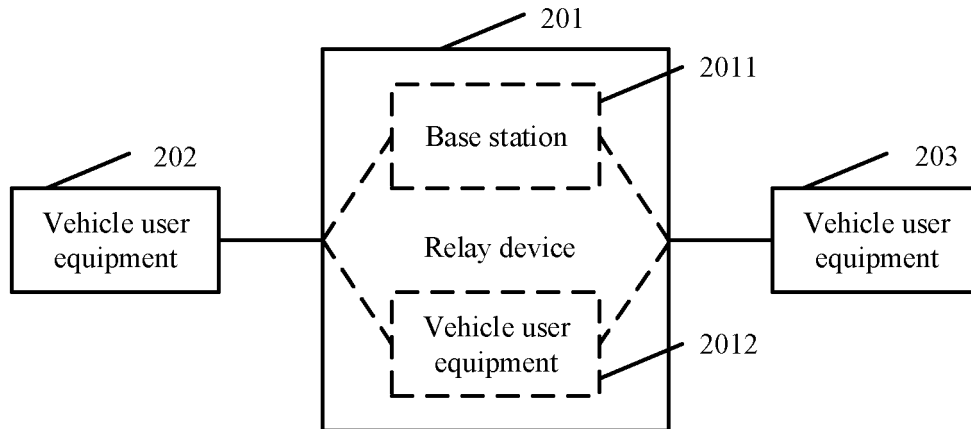 201
2011
Base station
202
203
Vehicle user
equipment
Relay device
Vehicle user
equipment
Vehicle user
equipment
2012